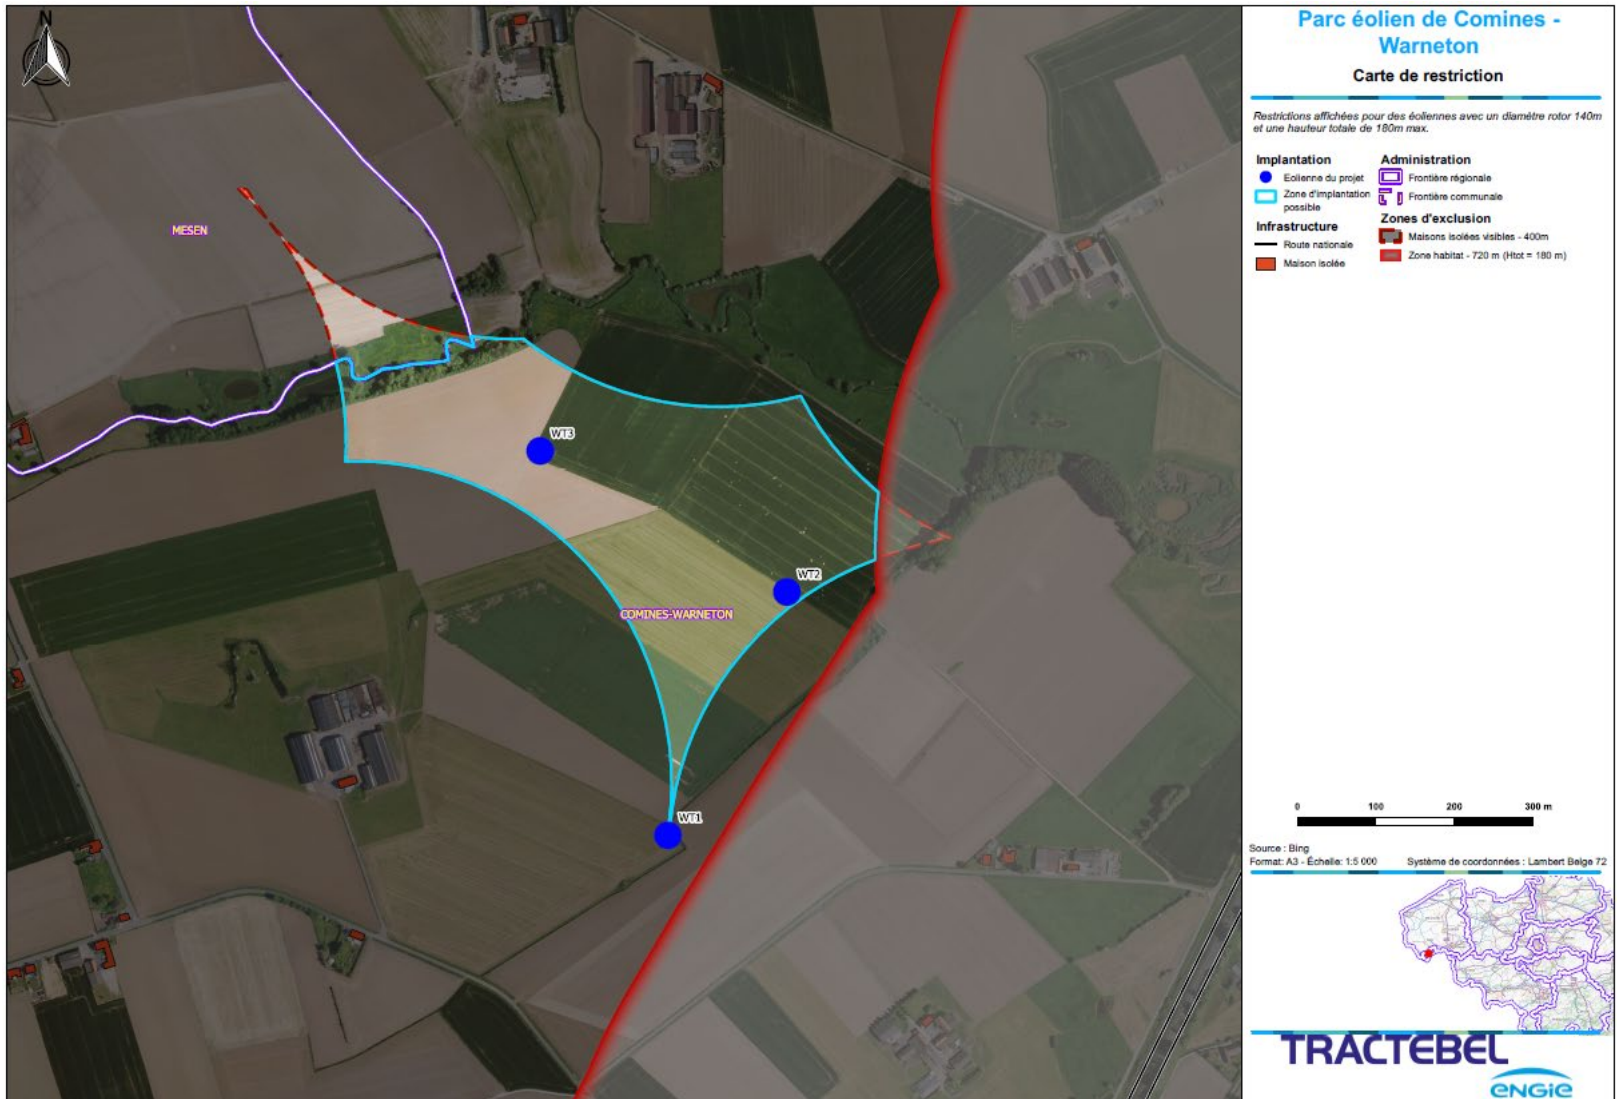 N
MESEN
WT3
WT2
COMINES-WARNETON
WT1
Parc éolien de Comines -
Warneton
Carte de restriction
Restrictions affichées pour des éoliennes avec un diamètre rotor 140m
et une hauteur totale de 180m max.
Implantation
Eolienne du projet
Zone d'implantation
possible
Infrastructure
Route nationale
Maison isolée
Administration
Frontière régionale
Frontière communale
Zones d'exclusion
Maisons isolées visibles - 400m
Zone habitat - 720 m (Htot = 180 m)
0 100 200 300 m
Source : Bing
Format: A3 - Échelle: 1:5 000 Système de coordonnées : Lambert Belge 72
TRACTEBEL
ENGIE